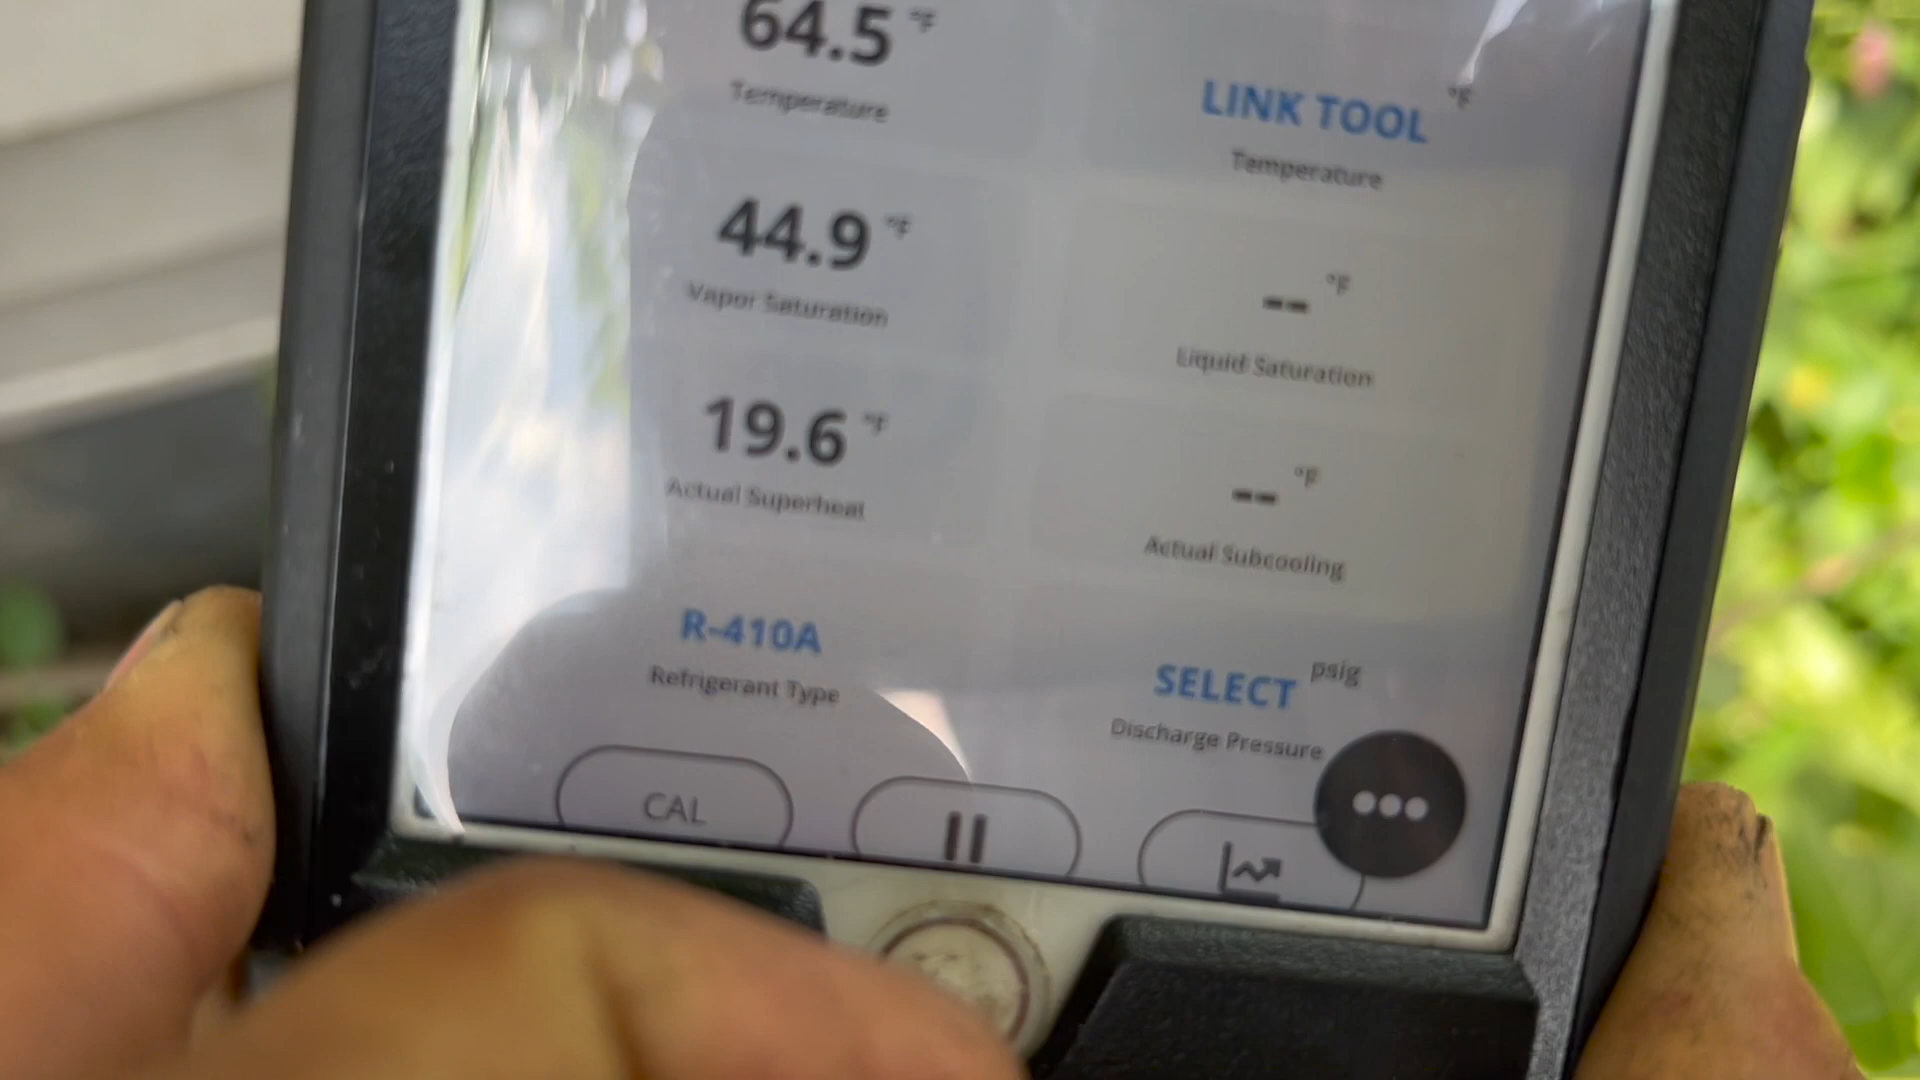 64.5 °F
Temperature
LINK TOOL °F
Temperature
44.9 °F
Vapor Saturation
-- °F
Liquid Saturation
19.6 °F
Actual Superheat
-- °F
Actual Subcooling
R-410A
Refrigerant Type
SELECT psig
Discharge Pressure
CAL